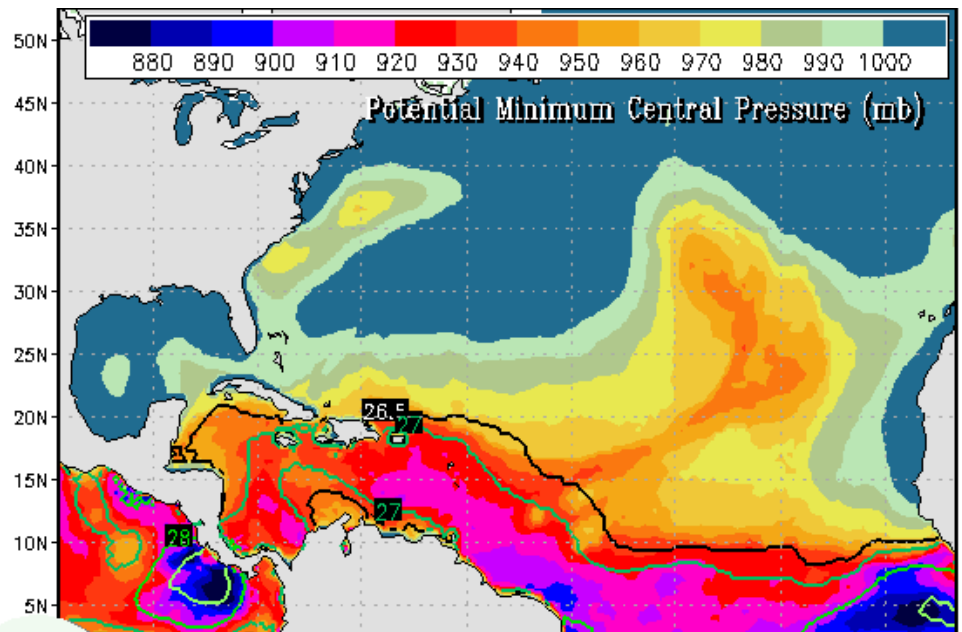 50N
880 890 900 910 920 930 940 950 960 970 980 990 1000
45N
Potential Minimum Central Pressure (mb)
40N
35N
30N
25N
20N
26.5
27
15N
27
10N
28
5N